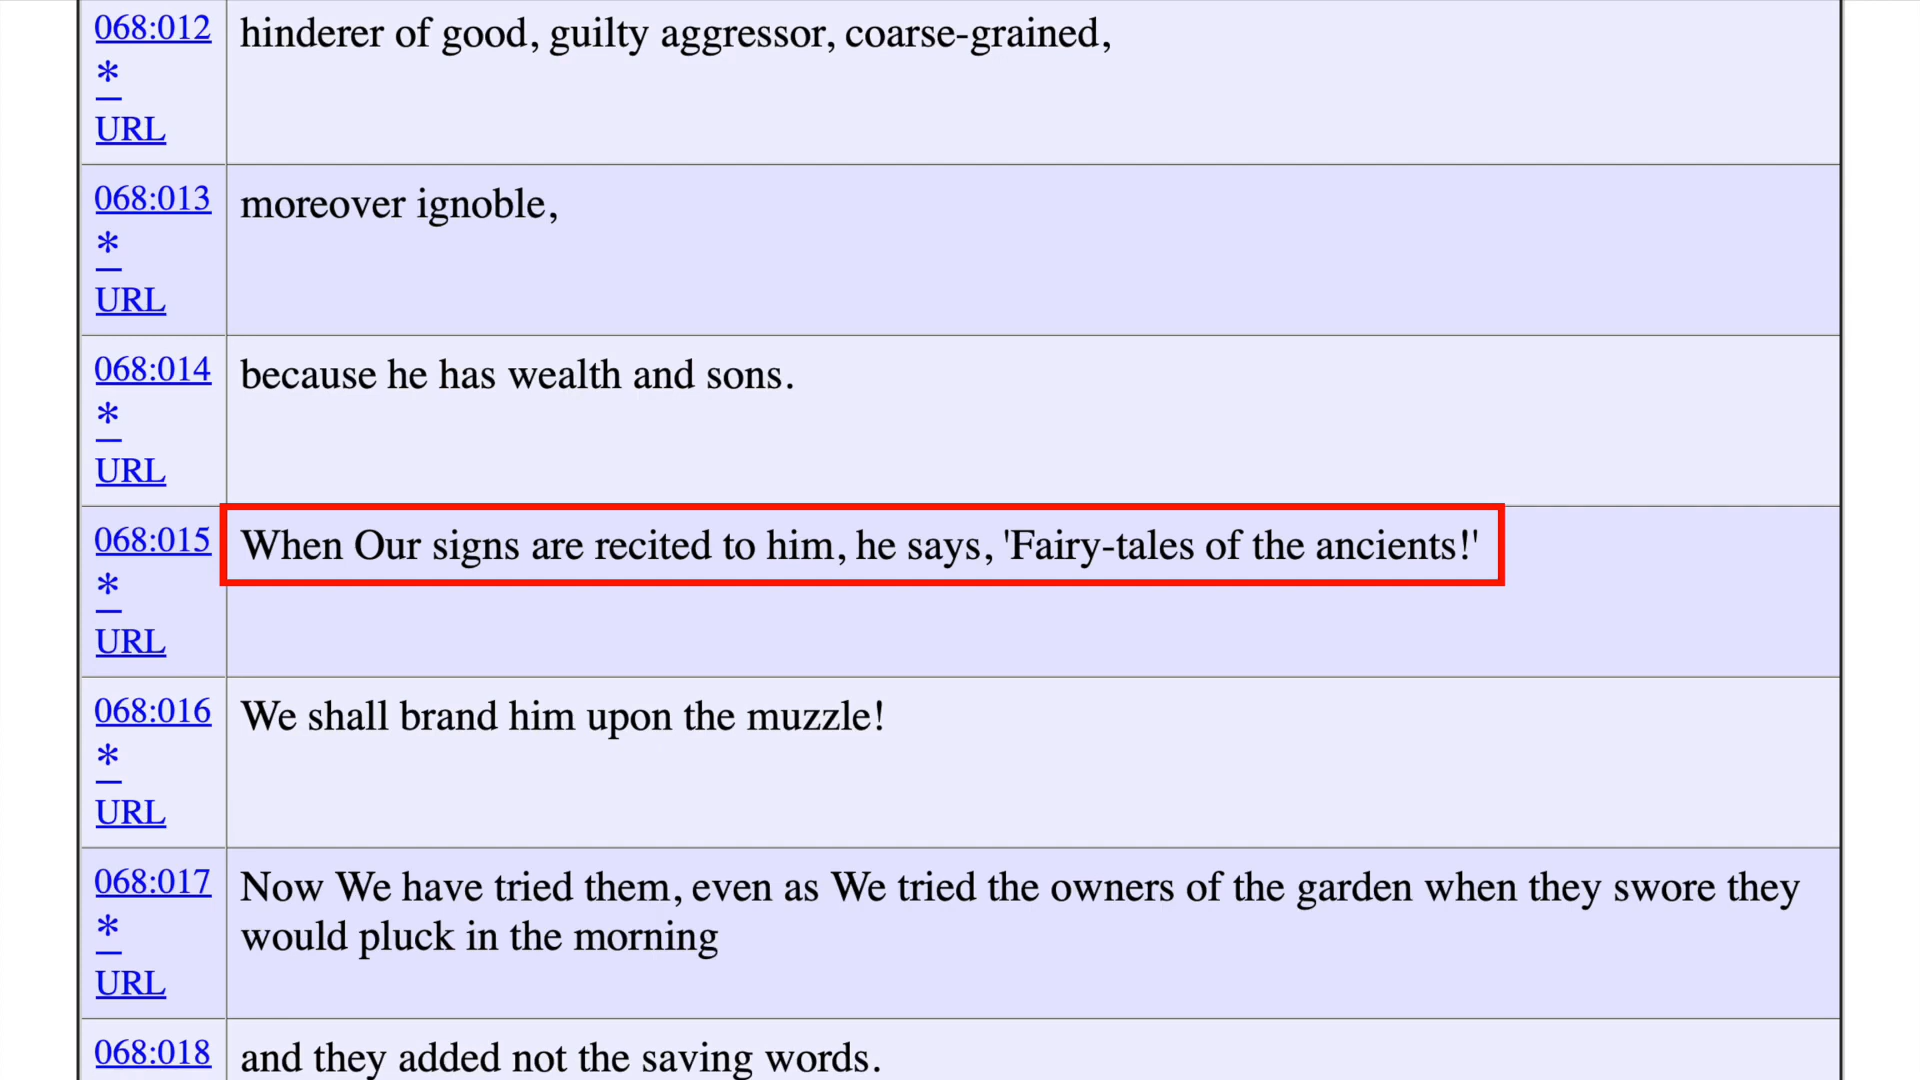 068:012
*
URL
hinderer of good, guilty aggressor, coarse-grained,
068:013
*
URL
moreover ignoble,
068:014
*
URL
because he has wealth and sons.
068:015
*
URL
When Our signs are recited to him, he says, 'Fairy-tales of the ancients!'
068:016
*
URL
We shall brand him upon the muzzle!
068:017
*
URL
Now We have tried them, even as We tried the owners of the garden when they swore they
would pluck in the morning
068:018
and they added not the saving words.